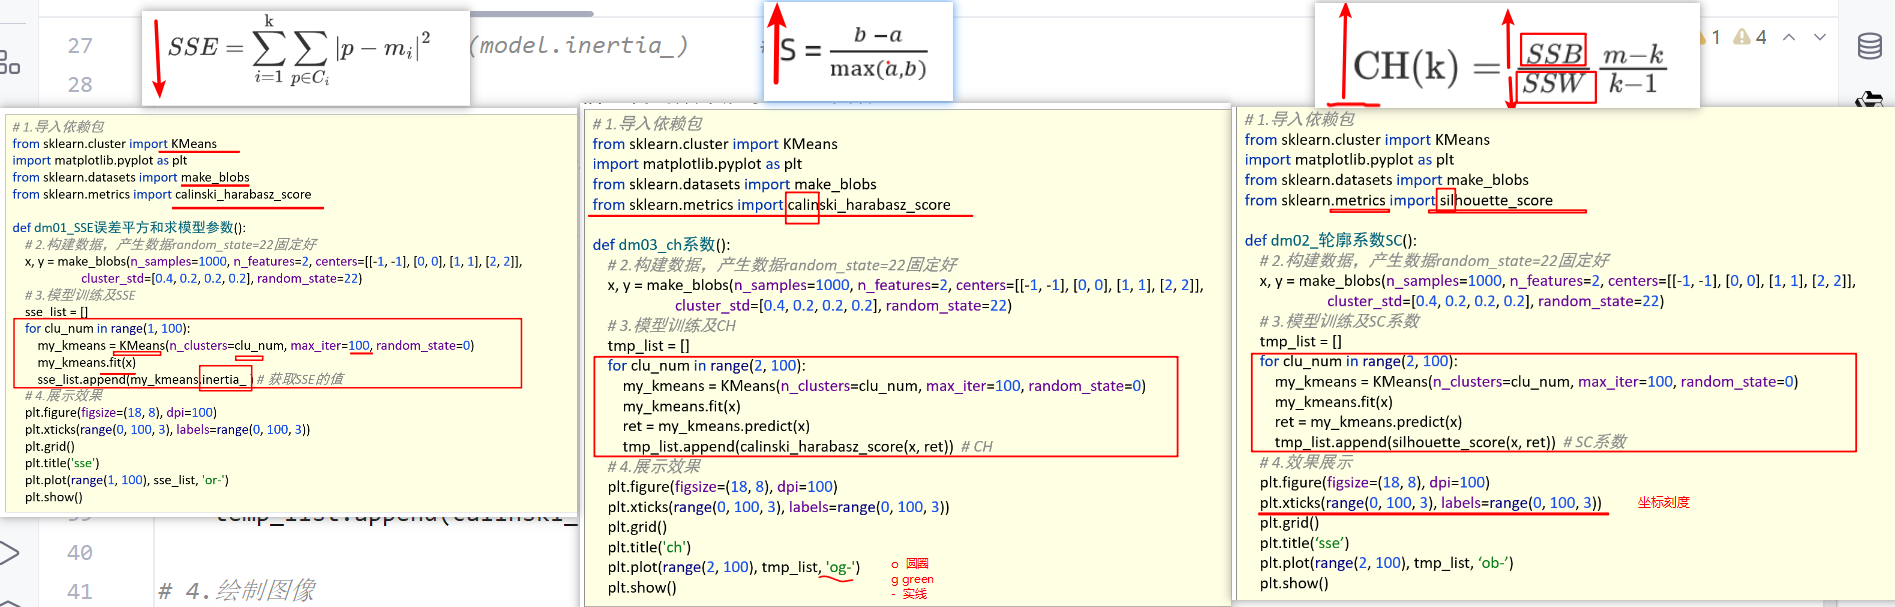 27
28
(model.inertia_)
#
1
4
SSE = \sum_{i=1}^{k} \sum_{p∈C_i} |p − m_i|^2
S = \frac{b −a}{max(a,b)}
CH(k) = \frac{SSB}{SSW} \frac{m−k}{k−1}
# 1.导入依赖包
from sklearn.cluster import KMeans
import matplotlib.pyplot as plt
from sklearn.datasets import make_blobs
from sklearn.metrics import calinski_harabasz_score
def dm01_SSE误差平方和求模型参数():
# 2.构建数据，产生数据random_state=22固定好
x, y = make_blobs(n_samples=1000, n_features=2, centers=[[-1, -1], [0, 0], [1, 1], [2, 2]],
cluster_std=[0.4, 0.2, 0.2, 0.2], random_state=22)
# 3.模型训练及SSE
sse_list = []
for clu_num in range(1, 100):
my_kmeans = KMeans(n_clusters=clu_num, max_iter=100, random_state=0)
my_kmeans.fit(x)
sse_list.append(my_kmeans.inertia_ ) # 获取SSE的值
# 4.展示效果
plt.figure(figsize=(18, 8), dpi=100)
plt.xticks(range(0, 100, 3), labels=range(0, 100, 3))
plt.grid()
plt.title('sse')
plt.plot(range(1, 100), sse_list, 'or-')
plt.show()
# 1.导入依赖包
from sklearn.cluster import KMeans
import matplotlib.pyplot as plt
from sklearn.datasets import make_blobs
from sklearn.metrics import calinski_harabasz_score
def dm03_ch系数():
# 2.构建数据，产生数据random_state=22固定好
x, y = make_blobs(n_samples=1000, n_features=2, centers=[[-1, -1], [0, 0], [1, 1], [2, 2]],
cluster_std=[0.4, 0.2, 0.2, 0.2], random_state=22)
# 3.模型训练及CH
tmp_list = []
for clu_num in range(2, 100):
my_kmeans = KMeans(n_clusters=clu_num, max_iter=100, random_state=0)
my_kmeans.fit(x)
ret = my_kmeans.predict(x)
tmp_list.append(calinski_harabasz_score(x, ret)) # CH
# 4.展示效果
plt.figure(figsize=(18, 8), dpi=100)
plt.xticks(range(0, 100, 3), labels=range(0, 100, 3))
plt.grid()
plt.title('ch')
plt.plot(range(2, 100), tmp_list, 'og-')
plt.show()
o 圆圈
g green
- 实线
# 1.导入依赖包
from sklearn.cluster import KMeans
import matplotlib.pyplot as plt
from sklearn.datasets import make_blobs
from sklearn.metrics import silhouette_score
def dm02_轮廓系数SC():
# 2.构建数据，产生数据random_state=22固定好
x, y = make_blobs(n_samples=1000, n_features=2, centers=[[-1, -1], [0, 0], [1, 1], [2, 2]],
cluster_std=[0.4, 0.2, 0.2, 0.2], random_state=22)
# 3.模型训练及SC系数
tmp_list = []
for clu_num in range(2, 100):
my_kmeans = KMeans(n_clusters=clu_num, max_iter=100, random_state=0)
my_kmeans.fit(x)
ret = my_kmeans.predict(x)
tmp_list.append(silhouette_score(x, ret)) # SC系数
# 4.效果展示
plt.figure(figsize=(18, 8), dpi=100)
plt.xticks(range(0, 100, 3), labels=range(0, 100, 3))
坐标刻度
plt.grid()
plt.title(‘sse’)
plt.plot(range(2, 100), tmp_list, ‘ob-’)
plt.show()
40
41
# 4.绘制图像